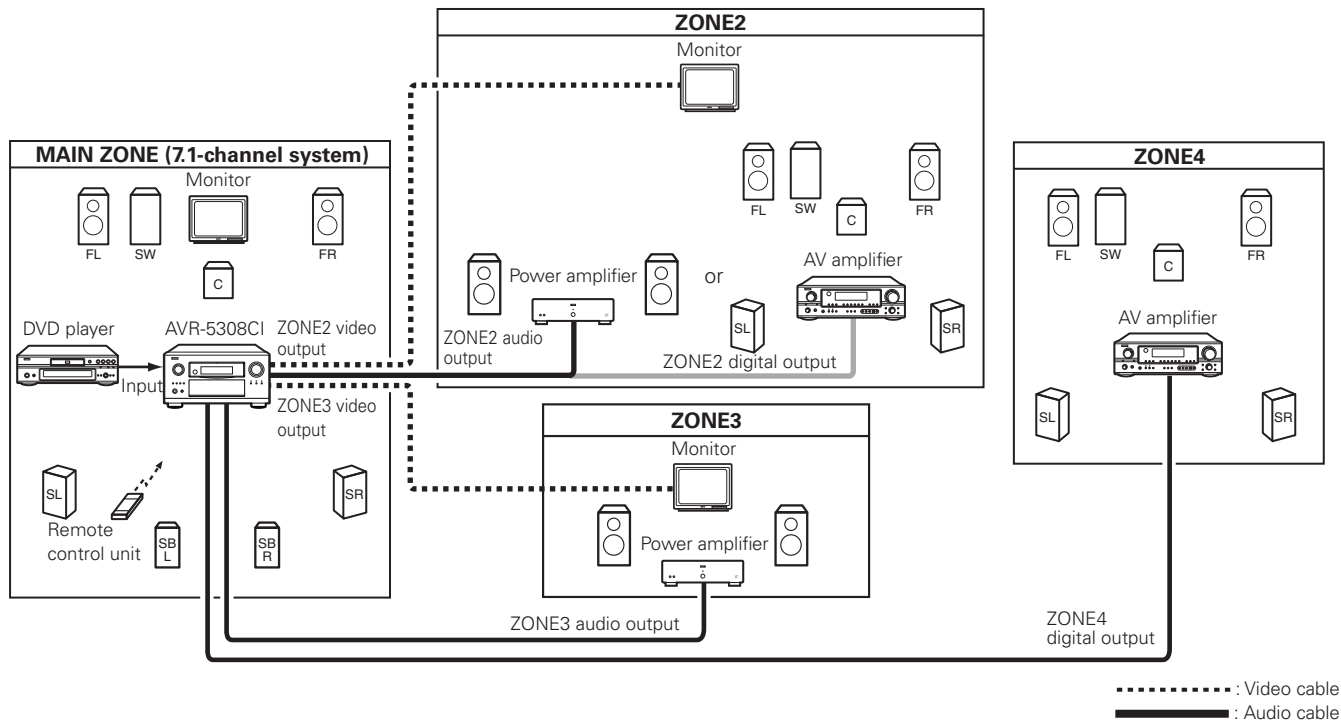 ZONE2
Monitor
FL
SW
C
FR
Power amplifier
or
AV amplifier
SL
SR
ZONE2 audio
output
ZONE2 digital output
MAIN ZONE (7.1-channel system)
Monitor
FL
SW
FR
C
DVD player
AVR-5308CI
Input
ZONE2 video
output
ZONE3 video
output
SL
SR
Remote
control unit
SB
L
SB
R
ZONE3
Monitor
Power amplifier
ZONE3 audio output
ZONE4
FL
SW
C
FR
AV amplifier
SL
SR
ZONE4
digital output
: Video cable
: Audio cable